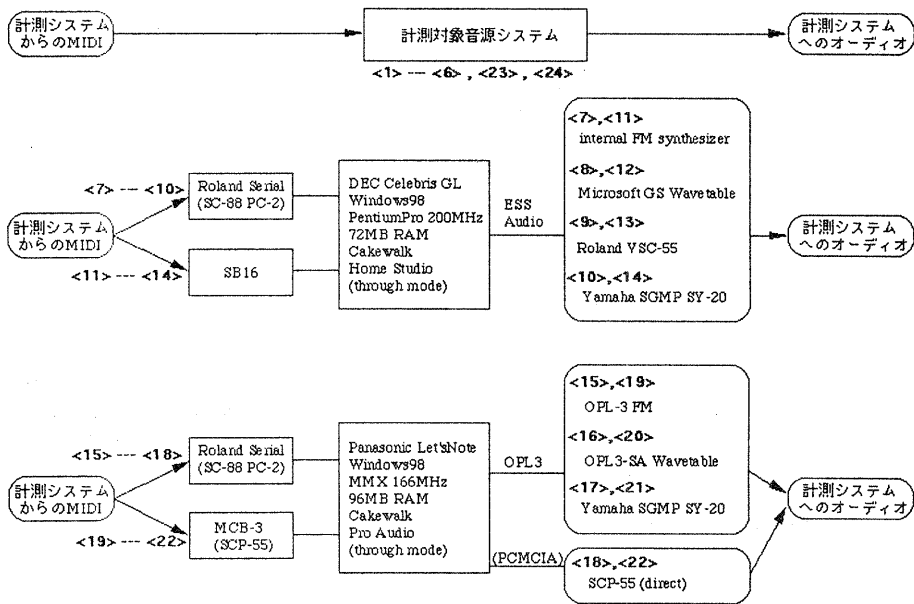 計測システム
からのMIDI
計測対象音源システム
計測システム
へのオーディオ
<1> --- <6> , <23> , <24>
<7> --- <10>
Roland Serial
(SC-88 PC-2)
計測システム
からのMIDI
<11> --- <14>
SB16
DEC Celebris GL
Windows98
PentiumPro 200MHz
72MB RAM
Cakewalk
Home Studio
(through mode)
ESS
Audio
<7>,<11>
internal FM synthesizer
<8>,<12>
Microsoft GS Wavetable
<9>,<13>
Roland VSC-55
<10>,<14>
Yamaha SGMP SY-20
計測システム
へのオーディオ
<15> --- <18>
Roland Serial
(SC-88 PC-2)
計測システム
からのMIDI
<19> --- <22>
MCB-3
(SCP-55)
Panasonic Let'sNote
Windows98
MMX 166MHz
96MB RAM
Cakewalk
Pro Audio
(through mode)
OPL3
(PCMCIA)
<15>,<19>
OPL-3 FM
<16>,<20>
OPL3-SA Wavetable
<17>,<21>
Yamaha SGMP SY-20
<18>,<22>
SCP-55 (direct)
計測システム
へのオーディオ